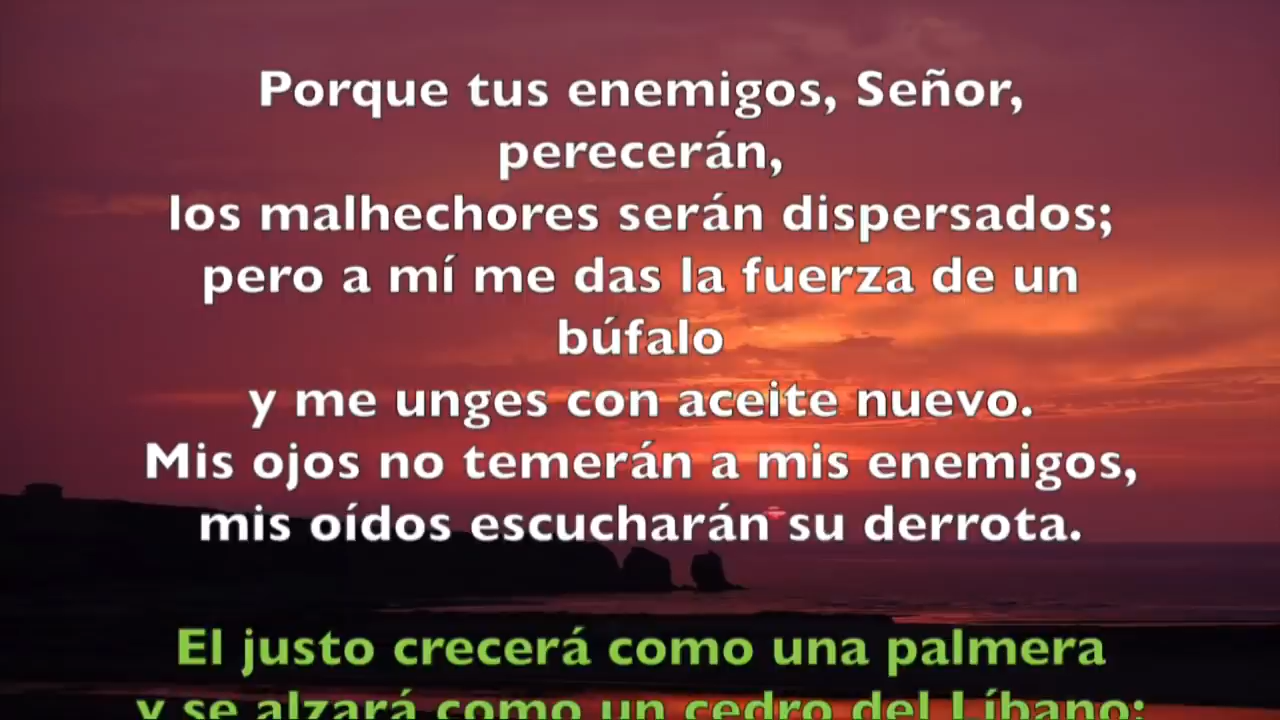 Porque tus enemigos, Señor,
perecerán,
los malhechores serán dispersados;
pero a mí me das la fuerza de un
búfalo
y me unges con aceite nuevo.
Mis ojos no temerán a mis enemigos,
mis oídos escucharán su derrota.
El justo crecerá como una palmera
y se alzará como un cedro del Líbano: